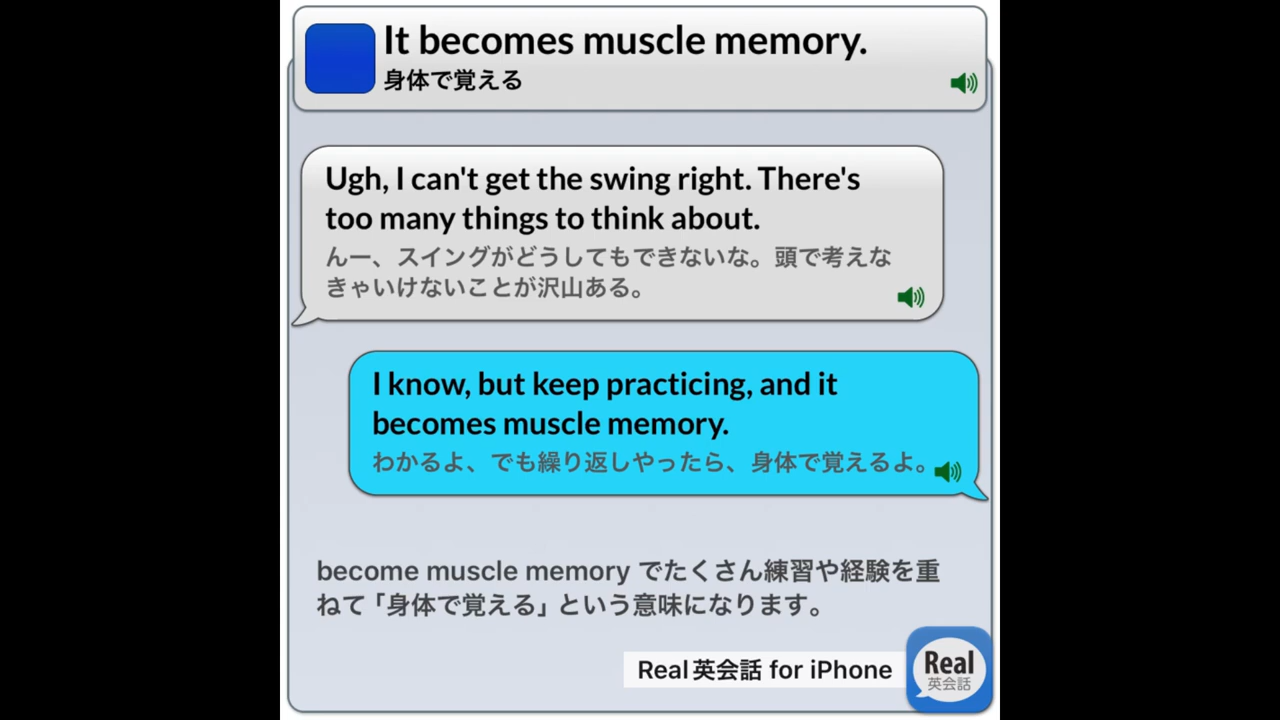 It becomes muscle memory.
身体で覚える
Ugh, I can't get the swing right. There's
too many things to think about.
んー、スイングがどうしてもできないな。頭で考えな
きゃいけないことが沢山ある。
I know, but keep practicing, and it
becomes muscle memory.
わかるよ、でも繰り返しやったら、身体で覚えるよ。
become muscle memory でたくさん練習や経験を重
ねて「身体で覚える」という意味になります。
Real英会話 for iPhone
Real
英会話